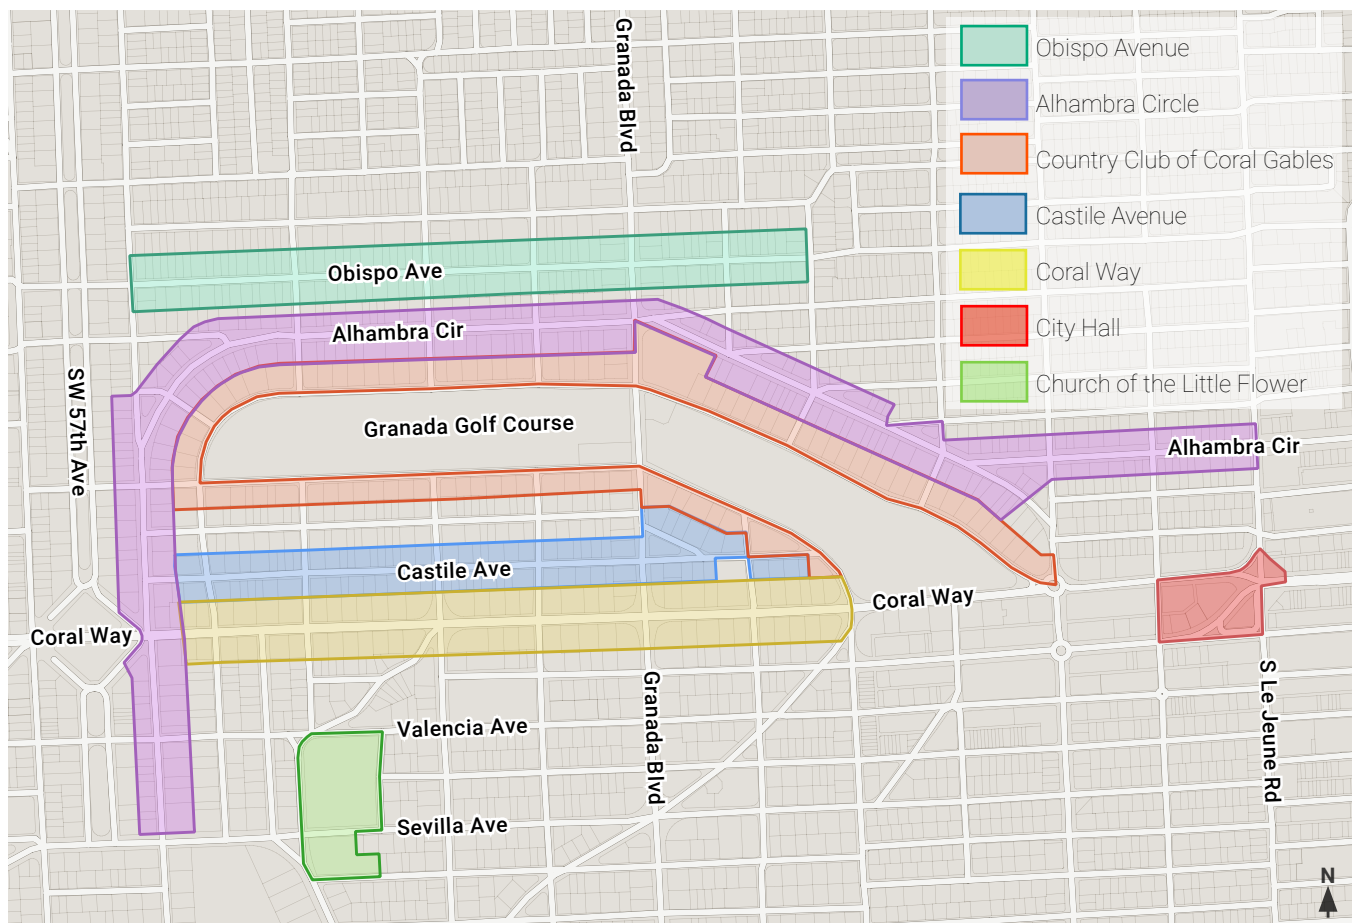 Granada Blvd
Obispo Avenue
Alhambra Circle
Country Club of Coral Gables
Castile Avenue
Coral Way
City Hall
Church of the Little Flower
Obispo Ave
Alhambra Cir
SW 57th Ave
Granada Golf Course
Alhambra Cir
Castile Ave
Coral Way
Coral Way
S Le Jeune Rd
Granada Blvd
Valencia Ave
Sevilla Ave
N